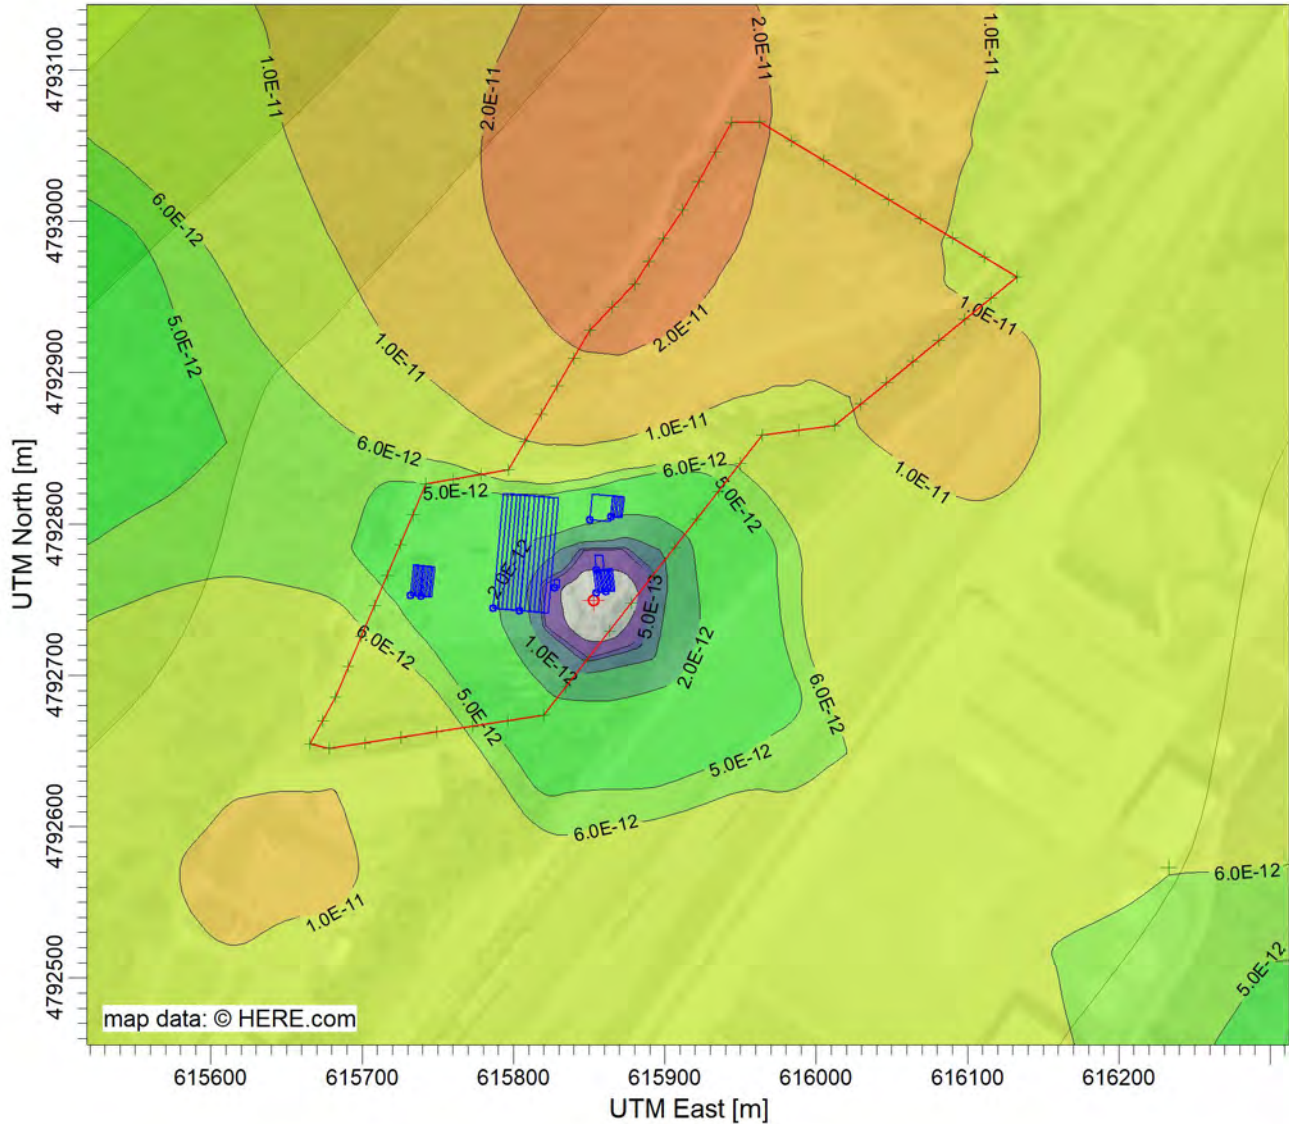 1.0E-11
2.0E-11
2.0E-11
1.0E-11
6.0E-12
5.0E-12
1.0E-11
2.0E-11
1.0E-11
1.0E-11
6.0E-12
6.0E-12
5.0E-12
5.0E-12
1.0E-11
2.0E-12
5.0E-13
6.0E-12
1.0E-12
2.0E-12
5.0E-12
6.0E-12
5.0E-12
6.0E-12
1.0E-11
6.0E-12
5.0E-12
map data: © HERE.com
UTM North [m]
4793100
4793000
4792900
4792800
4792700
4792600
4792500
615600 615700 615800 615900 616000 616100 616200
UTM East [m]